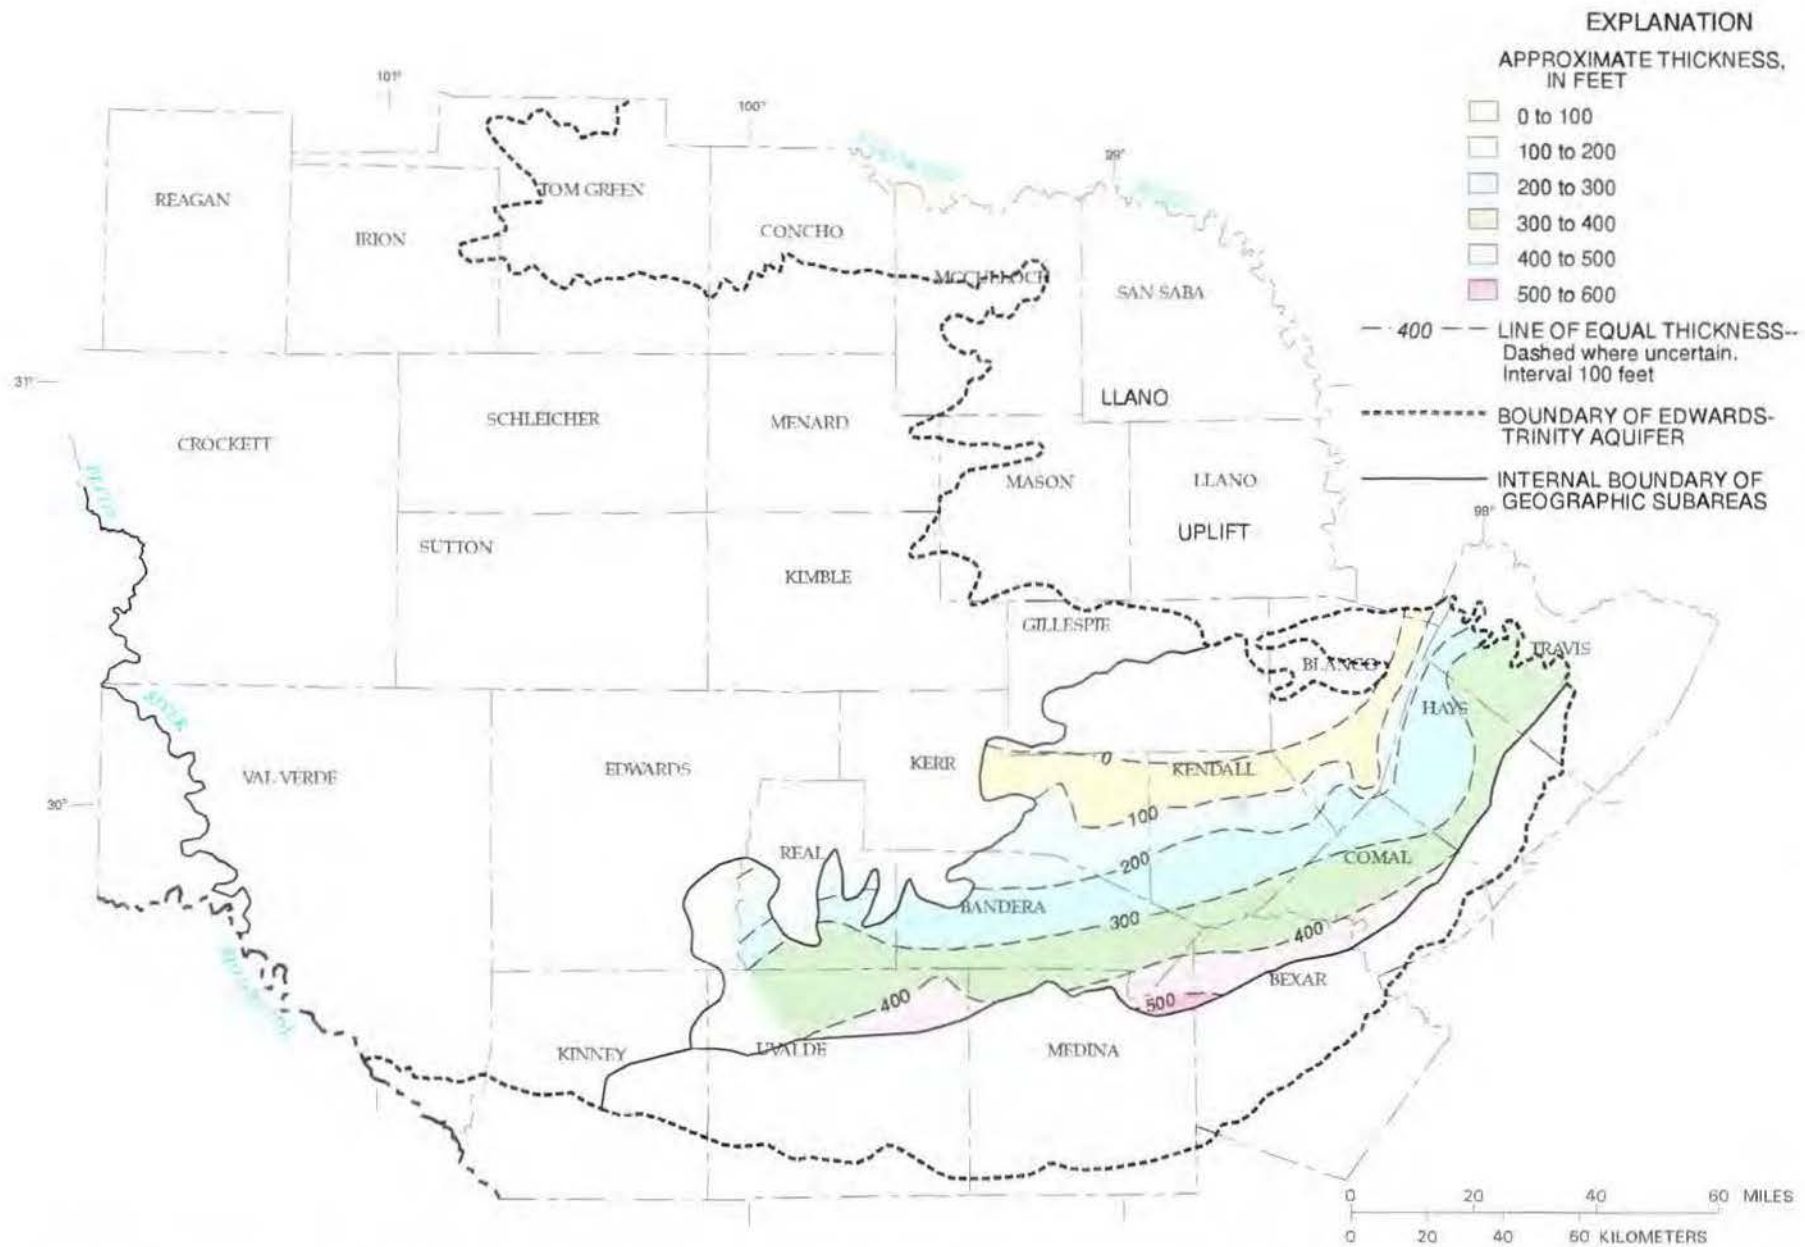 EXPLANATION
APPROXIMATE THICKNESS,
IN FEET
0 to 100
100 to 200
200 to 300
300 to 400
400 to 500
500 to 600
400
LINE OF EQUAL THICKNESS--
Dashed where uncertain.
Interval 100 feet
BOUNDARY OF EDWARDS-
TRINITY AQUIFER
INTERNAL BOUNDARY OF
GEOGRAPHIC SUBAREAS
101°
100°
99°
98°
31°
30°
REAGAN
IRION
TOM GREEN
CONCHO
MCCULLOCH
SAN SABA
CROCKETT
SCHLEICHER
MENARD
LLANO
MASON
LLANO
UPLIFT
SUTTON
KIMBLE
GILLESPIE
BLANCO
TRAVIS
HAYS
VAL VERDE
EDWARDS
KERR
KENDALL
REAL
COMAL
BANDERA
BEXAR
KINNEY
UVALDE
MEDINA
RIVER
0
100
200
300
400
400
500
0 20 40 60 MILES
0 20 40 60 KILOMETERS